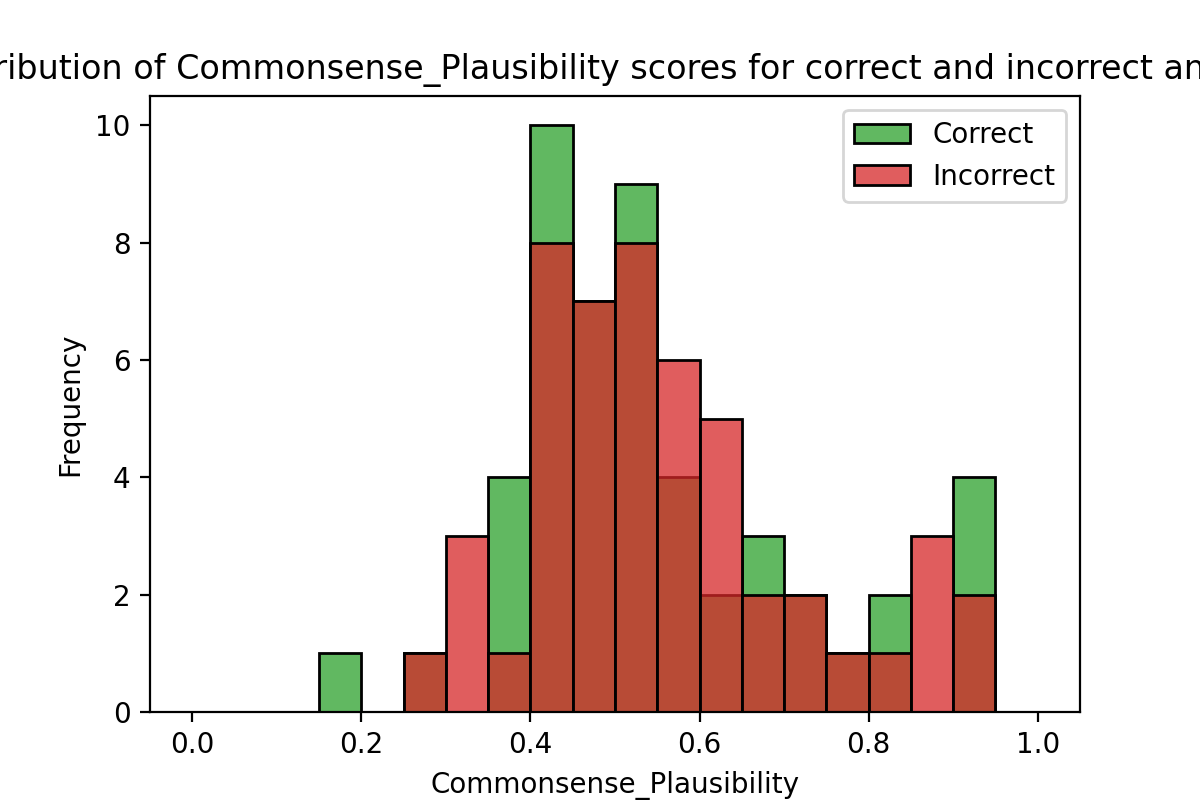 ribution of Commonsense_Plausibility scores for correct and incorrect an
Correct
Incorrect
10
8
6
4
2
0
Frequency
0.0 0.2 0.4 0.6 0.8 1.0
Commonsense_Plausibility